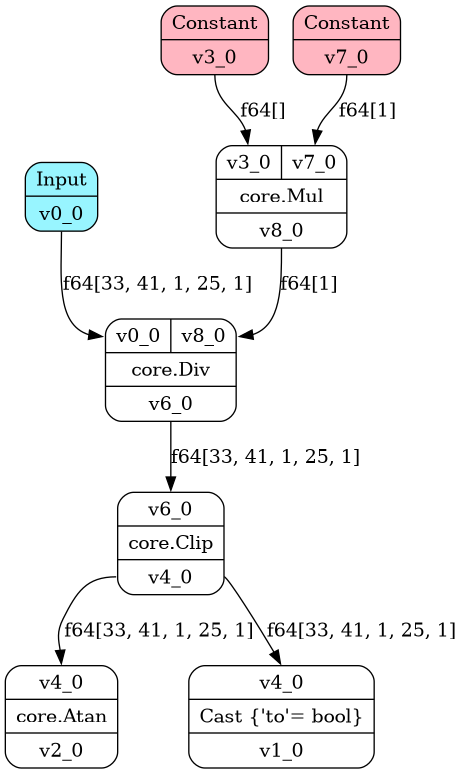 Constant
v3_0
Constant
v7_0
f64[]
f64[1]
Input
v0_0
v3_0
v7_0
core.Mul
v8_0
f64[33, 41, 1, 25, 1]
f64[1]
v0_0
v8_0
core.Div
v6_0
f64[33, 41, 1, 25, 1]
v6_0
core.Clip
v4_0
f64[33, 41, 1, 25, 1]
f64[33, 41, 1, 25, 1]
v4_0
core.Atan
v2_0
v4_0
Cast {'to'= bool}
v1_0